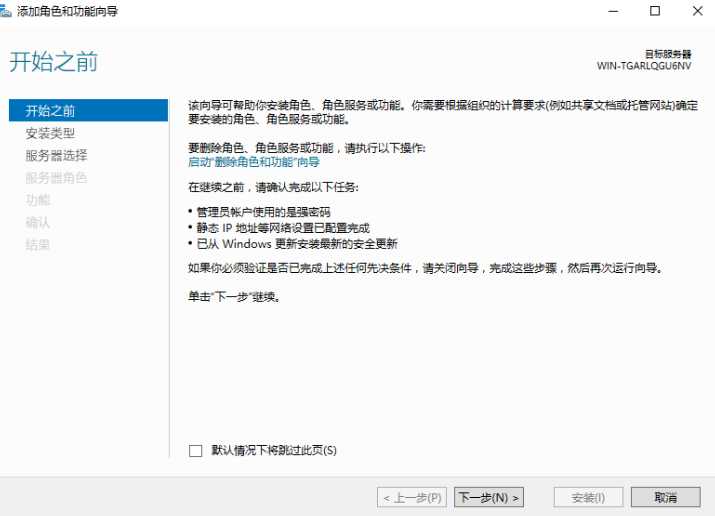 添加角色和功能向导
开始之前
目标服务器
WIN-TGARLQGU6NV
开始之前
安装类型
服务器选择
服务器角色
功能
确认
结果
该向导可帮助你安装角色、角色服务或功能。你需要根据组织的计算要求(例如共享文档或托管网站)确定
要安装的角色、角色服务或功能。
要删除角色、角色服务或功能，请执行以下操作:
启动"删除角色和功能"向导
在继续之前，请确认完成以下任务:
• 管理员帐户使用的是强密码
• 静态 IP 地址等网络设置已配置完成
• 已从 Windows 更新安装最新的安全更新
如果你必须验证是否已完成上述任何先决条件，请关闭向导，完成这些步骤，然后再次运行向导。
单击"下一步"继续。
默认情况下将跳过此页(S)
< 上一步(P)
下一步(N) >
安装(I)
取消